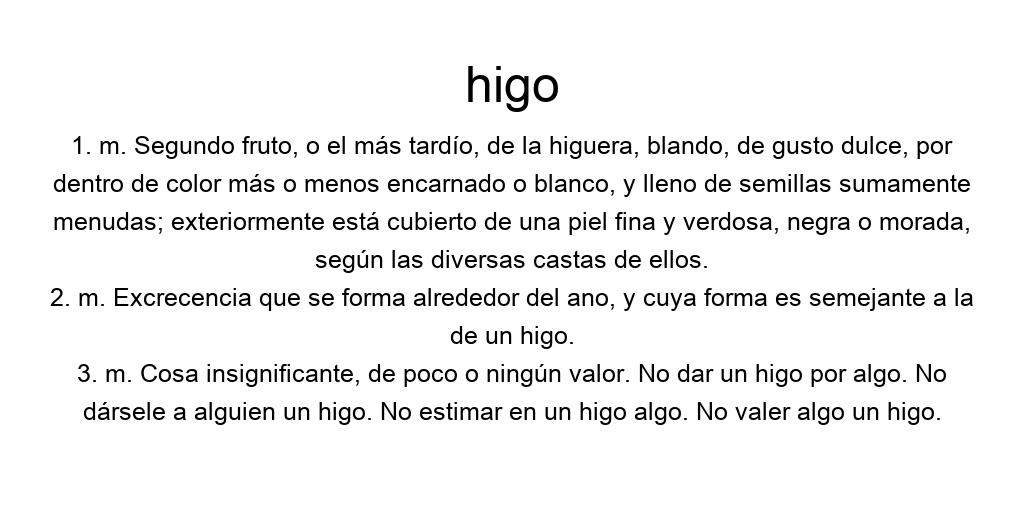 higo
1. m. Segundo fruto, o el más tardío, de la higuera, blando, de gusto dulce, por
dentro de color más o menos encarnado o blanco, y lleno de semillas sumamente
menudas; exteriormente está cubierto de una piel fina y verdosa, negra o morada,
según las diversas castas de ellos.
2. m. Excrecencia que se forma alrededor del ano, y cuya forma es semejante a la
de un higo.
3. m. Cosa insignificante, de poco o ningún valor. No dar un higo por algo. No
dársele a alguien un higo. No estimar en un higo algo. No valer algo un higo.